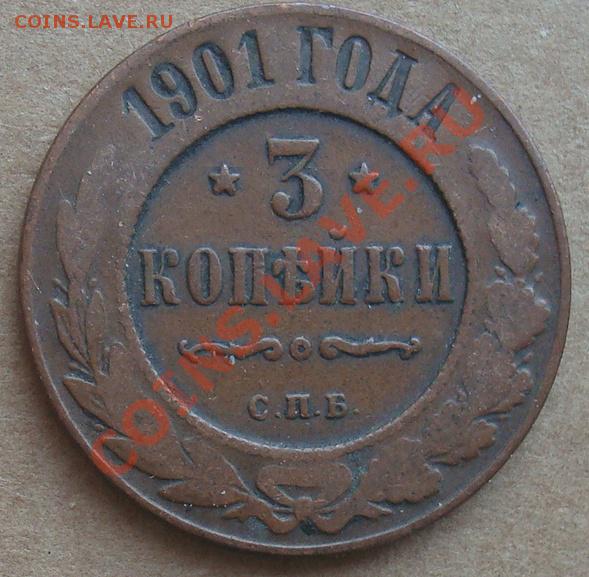 COINS.LAVE.RU
1901 ГОДА
3
КОПѢЙКИ
С.П.Б.
COINS.LAVE.RU